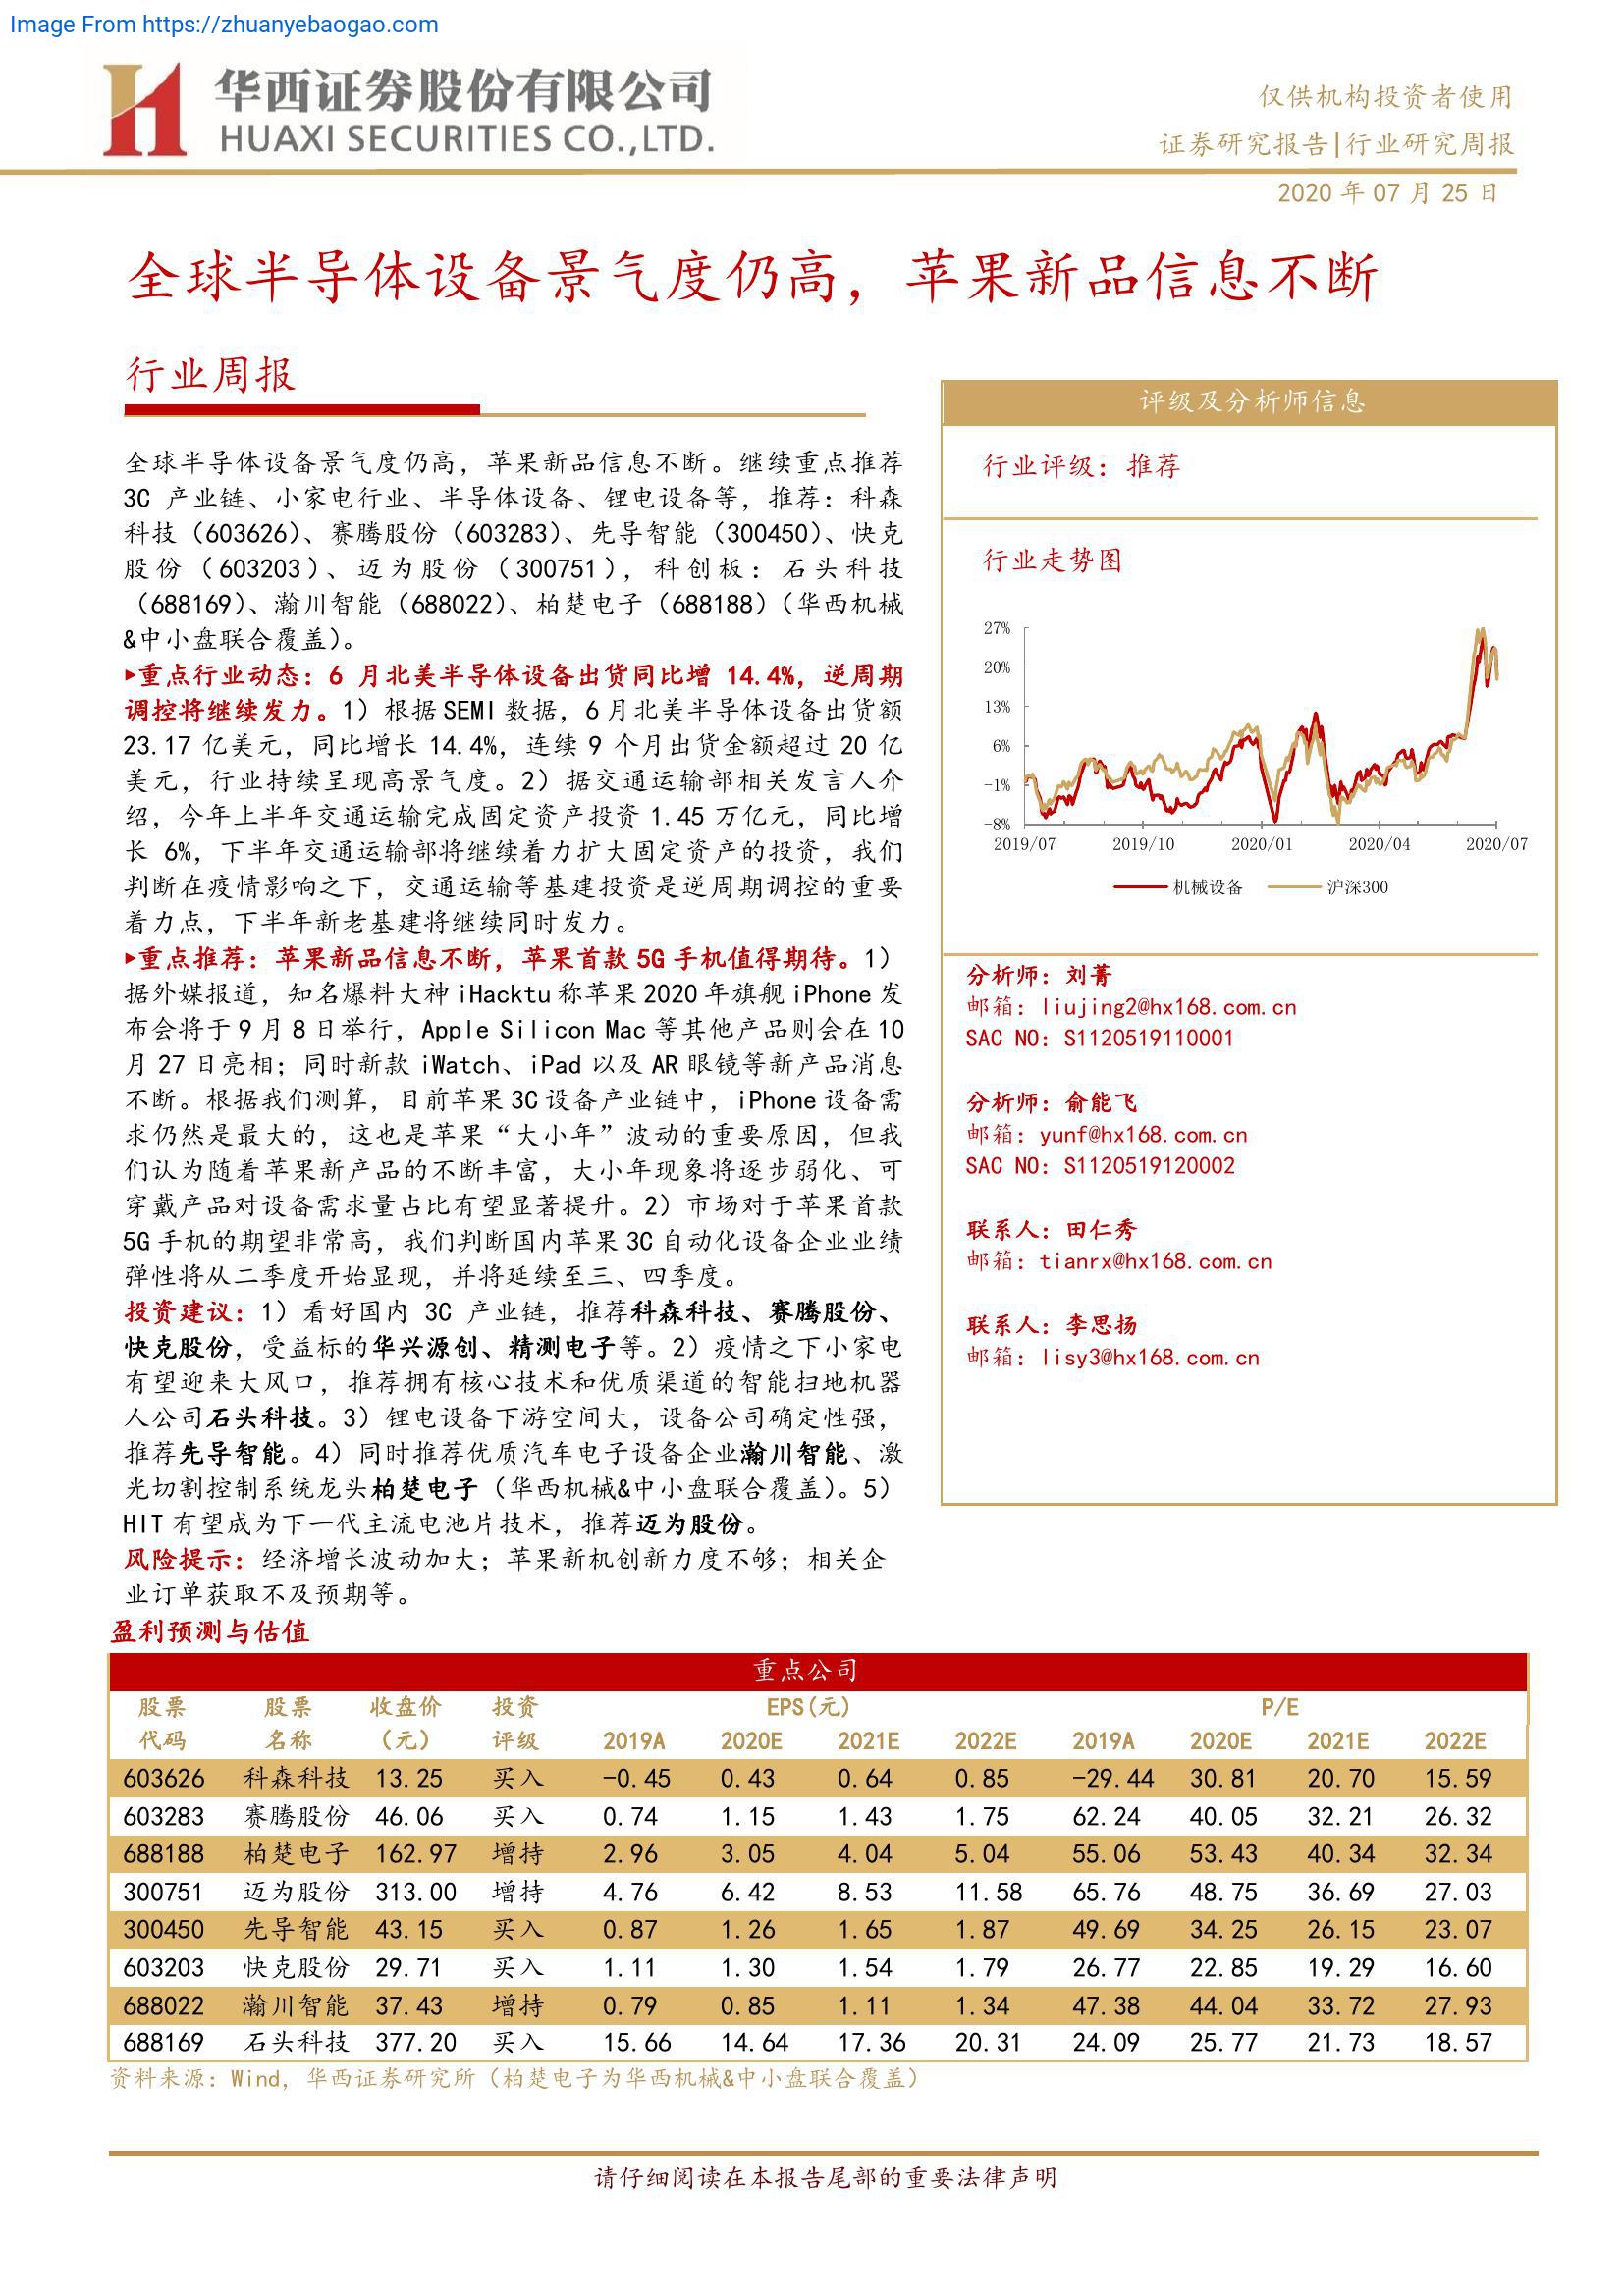 Image From https://zhuanyebaogao.com
华西证券股份有限公司
HUAXI SECURITIES CO.,LTD.
仅供机构投资者使用
证券研究报告|行业研究周报
2020 年 07 月 25 日
全球半导体设备景气度仍高，苹果新品信息不断
行业周报
全球半导体设备景气度仍高，苹果新品信息不断。继续重点推荐
3C 产业链、小家电行业、半导体设备、锂电设备等，推荐：科森
科技（603626）、赛腾股份（603283）、先导智能（300450）、快克
股份（603203）、迈为股份（300751），科创板：石头科技
（688169）、瀚川智能（688022）、柏楚电子（688188）（华西机械
&中小盘联合覆盖）。
▸重点行业动态：6 月北美半导体设备出货同比增 14.4%，逆周期
调控将继续发力。1）根据 SEMI 数据，6 月北美半导体设备出货额
23.17 亿美元，同比增长 14.4%，连续 9 个月出货金额超过 20 亿
美元，行业持续呈现高景气度。2）据交通运输部相关发言人介
绍，今年上半年交通运输完成固定资产投资 1.45 万亿元，同比增
长 6%，下半年交通运输部将继续着力扩大固定资产的投资，我们
判断在疫情影响之下，交通运输等基建投资是逆周期调控的重要
着力点，下半年新老基建将继续同时发力。
▸重点推荐：苹果新品信息不断，苹果首款 5G 手机值得期待。1）
据外媒报道，知名爆料大神 iHacktu 称苹果 2020 年旗舰 iPhone 发
布会将于 9 月 8 日举行，Apple Silicon Mac 等其他产品则会在 10
月 27 日亮相；同时新款 iWatch、iPad 以及 AR 眼镜等新产品消息
不断。根据我们测算，目前苹果 3C 设备产业链中，iPhone 设备需
求仍然是最大的，这也是苹果“大小年”波动的重要原因，但我
们认为随着苹果新产品的不断丰富，大小年现象将逐步弱化、可
穿戴产品对设备需求量占比有望显著提升。2）市场对于苹果首款
5G 手机的期望非常高，我们判断国内苹果 3C 自动化设备企业业绩
弹性将从二季度开始显现，并将延续至三、四季度。
投资建议：1）看好国内 3C 产业链，推荐科森科技、赛腾股份、
快克股份，受益标的华兴源创、精测电子等。2）疫情之下小家电
有望迎来大风口，推荐拥有核心技术和优质渠道的智能扫地机器
人公司石头科技。3）锂电设备下游空间大，设备公司确定性强，
推荐先导智能。4）同时推荐优质汽车电子设备企业瀚川智能、激
光切割控制系统龙头柏楚电子（华西机械&中小盘联合覆盖）。5）
HIT 有望成为下一代主流电池片技术，推荐迈为股份。
风险提示：经济增长波动加大；苹果新机创新力度不够；相关企
业订单获取不及预期等。
评级及分析师信息
行业评级：推荐
行业走势图
27%
20%
13%
6%
-1%
-8%
2019/07 2019/10 2020/01 2020/04 2020/07
机械设备 沪深300
分析师：刘菁
邮箱：liujing2@hx168.com.cn
SAC NO：S1120519110001
分析师：俞能飞
邮箱：yunf@hx168.com.cn
SAC NO：S1120519120002
联系人：田仁秀
邮箱：tianrx@hx168.com.cn
联系人：李思扬
邮箱：lisy3@hx168.com.cn
盈利预测与估值
重点公司
股票 股票 收盘价 投资 EPS(元) P/E
代码 名称 （元） 评级 2019A 2020E 2021E 2022E 2019A 2020E 2021E 2022E
603626 科森科技 13.25 买入 -0.45 0.43 0.64 0.85 -29.44 30.81 20.70 15.59
603283 赛腾股份 46.06 买入 0.74 1.15 1.43 1.75 62.24 40.05 32.21 26.32
688188 柏楚电子 162.97 增持 2.96 3.05 4.04 5.04 55.06 53.43 40.34 32.34
300751 迈为股份 313.00 增持 4.76 6.42 8.53 11.58 65.76 48.75 36.69 27.03
300450 先导智能 43.15 买入 0.87 1.26 1.65 1.87 49.69 34.25 26.15 23.07
603203 快克股份 29.71 买入 1.11 1.30 1.54 1.79 26.77 22.85 19.29 16.60
688022 瀚川智能 37.43 增持 0.79 0.85 1.11 1.34 47.38 44.04 33.72 27.93
688169 石头科技 377.20 买入 15.66 14.64 17.36 20.31 24.09 25.77 21.73 18.57
资料来源：Wind，华西证券研究所（柏楚电子为华西机械&中小盘联合覆盖）
请仔细阅读在本报告尾部的重要法律声明